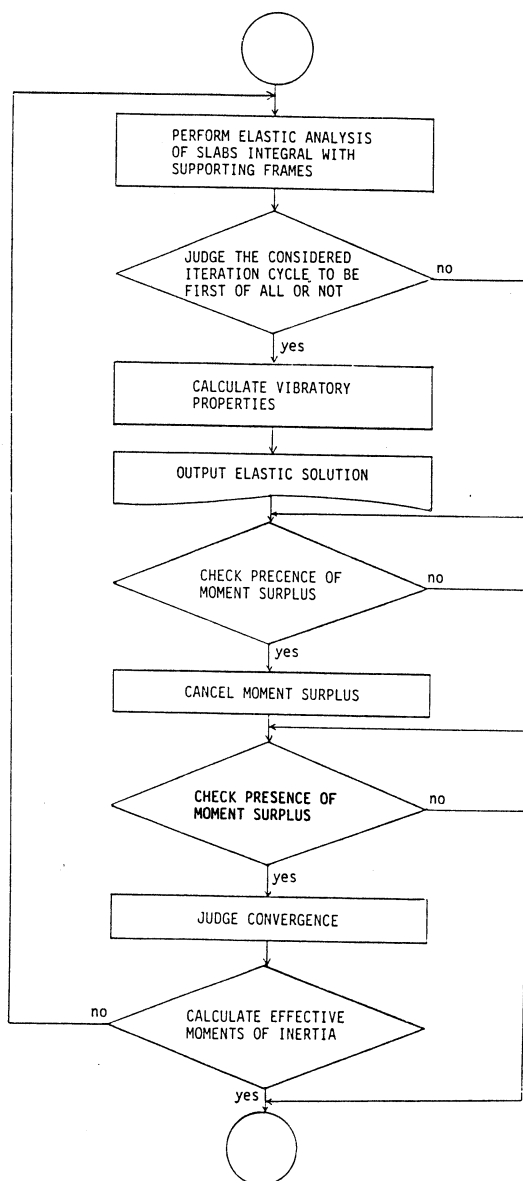 PERFORM ELASTIC ANALYSIS
OF SLABS INTEGRAL WITH
SUPPORTING FRAMES
JUDGE THE CONSIDERED
ITERATION CYCLE TO BE
FIRST OF ALL OR NOT
no
yes
CALCULATE VIBRATORY
PROPERTIES
OUTPUT ELASTIC SOLUTION
CHECK PRECENCE OF
MOMENT SURPLUS
no
yes
CANCEL MOMENT SURPLUS
CHECK PRESENCE OF
MOMENT SURPLUS
no
yes
JUDGE CONVERGENCE
no
CALCULATE EFFECTIVE
MOMENTS OF INERTIA
yes